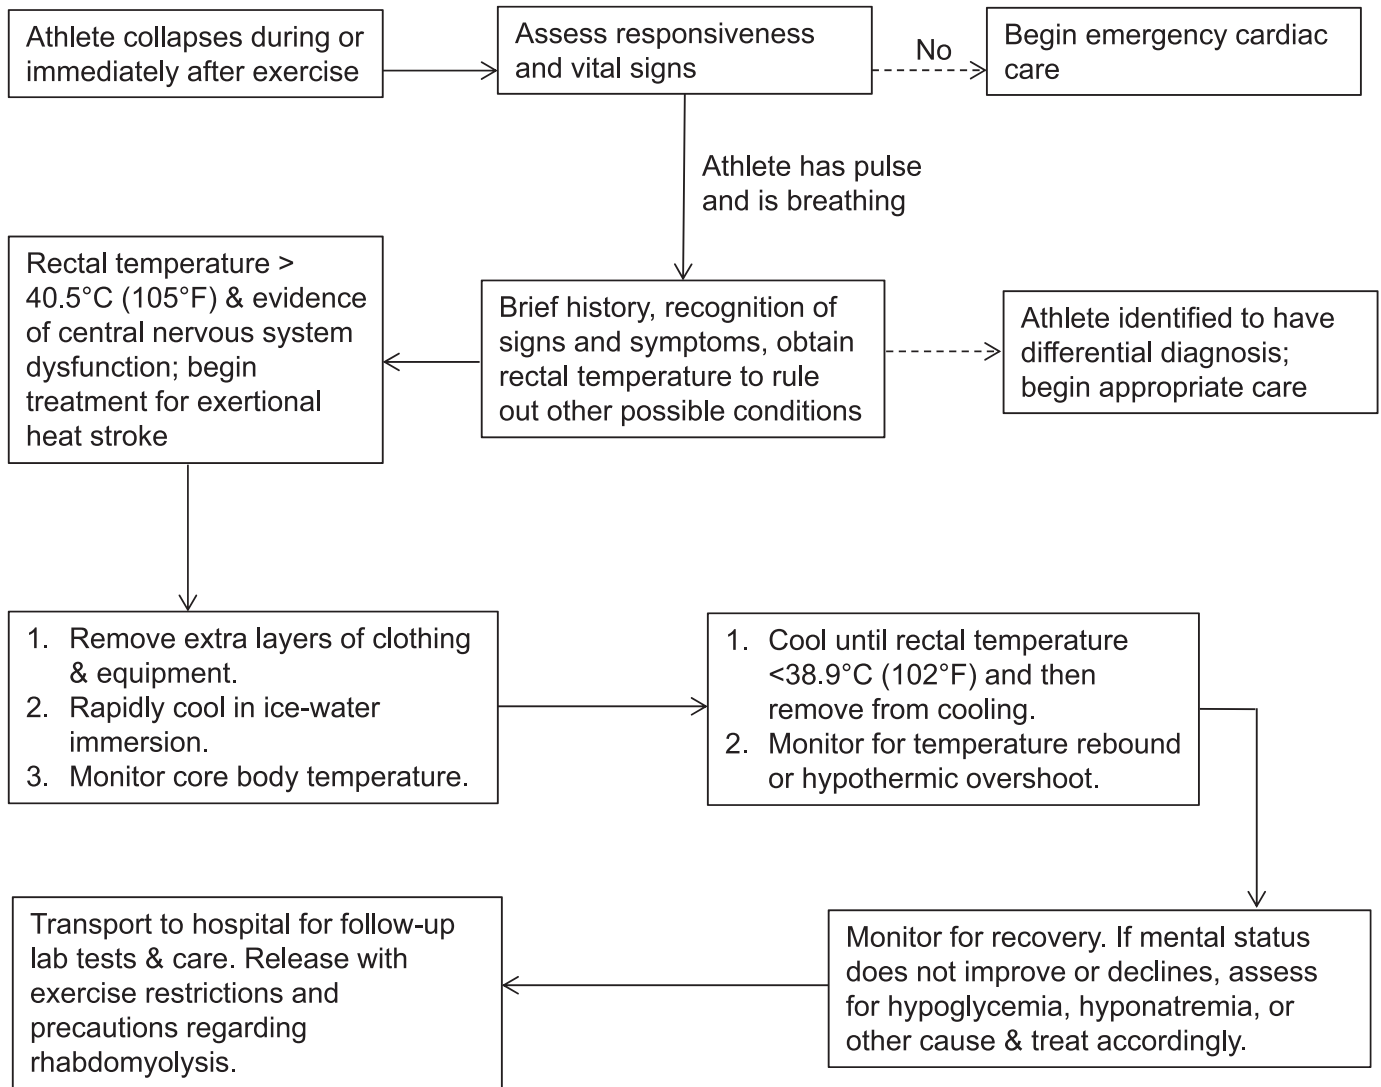 Athlete collapses during or
immediately after exercise
Assess responsiveness
and vital signs
No
Begin emergency cardiac
care
Athlete has pulse
and is breathing
Rectal temperature >
40.5°C (105°F) & evidence
of central nervous system
dysfunction; begin
treatment for exertional
heat stroke
Brief history, recognition of
signs and symptoms, obtain
rectal temperature to rule
out other possible conditions
Athlete identified to have
differential diagnosis;
begin appropriate care
1. Remove extra layers of clothing
& equipment.
2. Rapidly cool in ice-water
immersion.
3. Monitor core body temperature.
1. Cool until rectal temperature
<38.9°C (102°F) and then
remove from cooling.
2. Monitor for temperature rebound
or hypothermic overshoot.
Monitor for recovery. If mental status
does not improve or declines, assess
for hypoglycemia, hyponatremia, or
other cause & treat accordingly.
Transport to hospital for follow-up
lab tests & care. Release with
exercise restrictions and
precautions regarding
rhabdomyolysis.